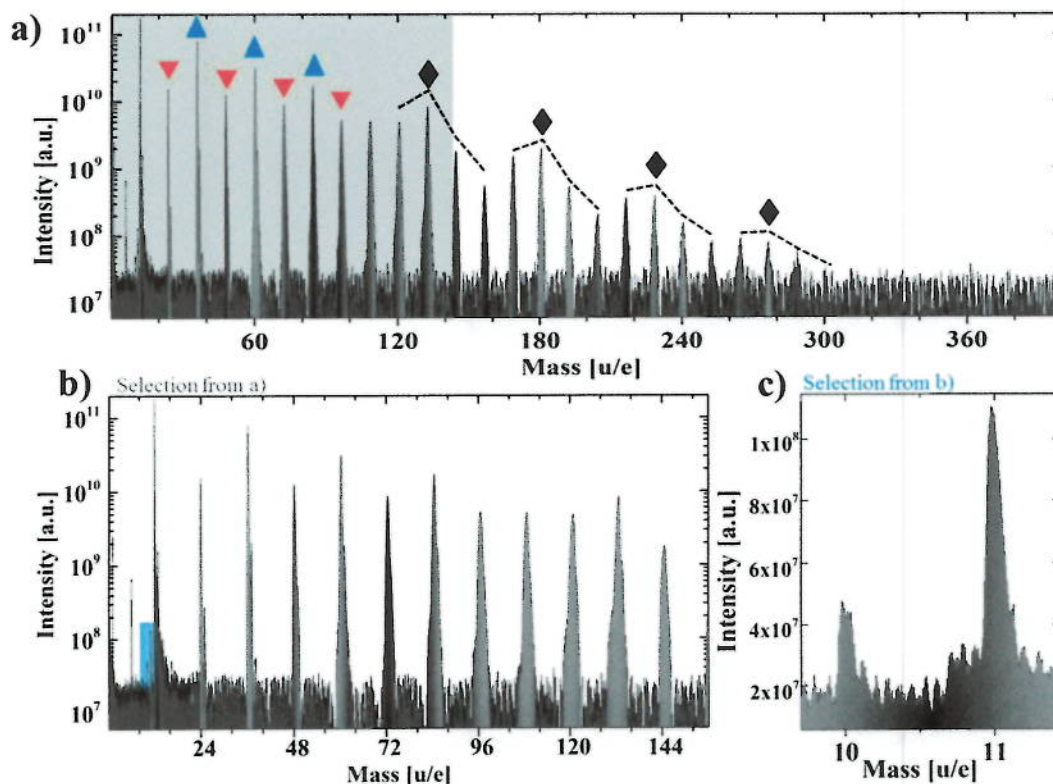 a)
Intensity [a.u.]
10¹¹
10¹⁰
10⁹
10⁸
10⁷
60 120 180 240 300 360
Mass [u/e]
b) Selection from a)
Intensity [a.u.]
10¹¹
10¹⁰
10⁹
10⁸
10⁷
24 48 72 96 120 144
Mass [u/e]
c) Selection from b)
Intensity [a.u.]
1x10⁸
8x10⁷
6x10⁷
4x10⁷
2x10⁷
10 11
Mass [u/e]